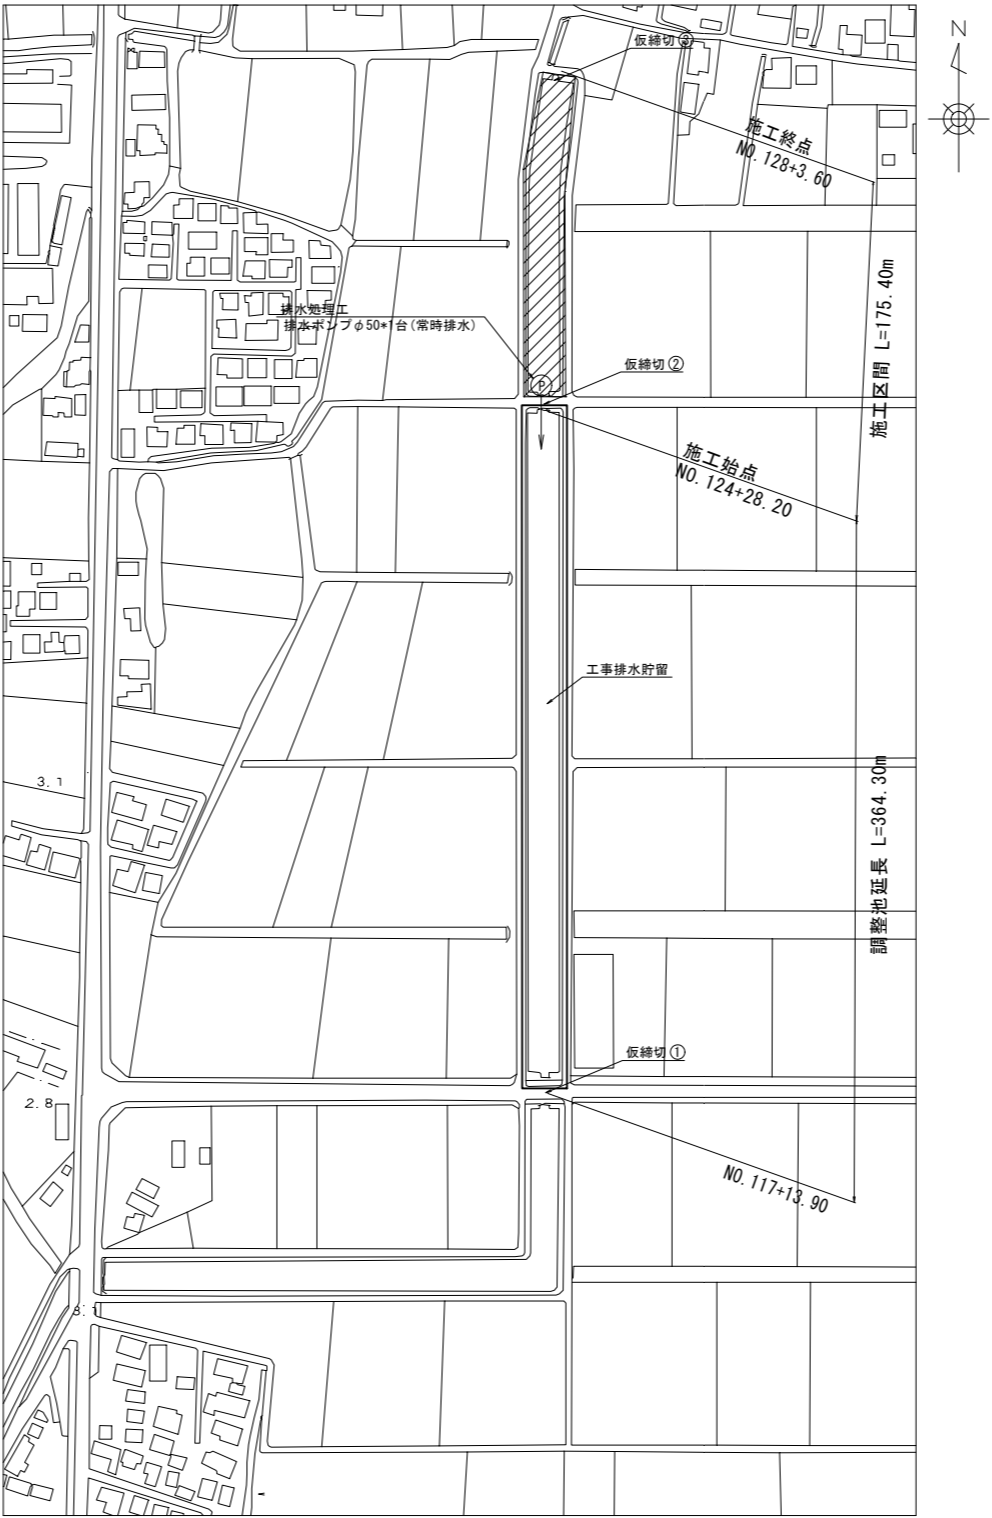 N
仮締切③
施工終点
NO.128+3.60
施工区間 L=175.40m
排水処理工
排水ポンプφ50*1台(常時排水)
P
仮締切②
施工始点
NO.124+28.20
工事排水貯留
3.1
調整池延長 L=364.30m
仮締切①
2.8
NO.117+13.90
3.1